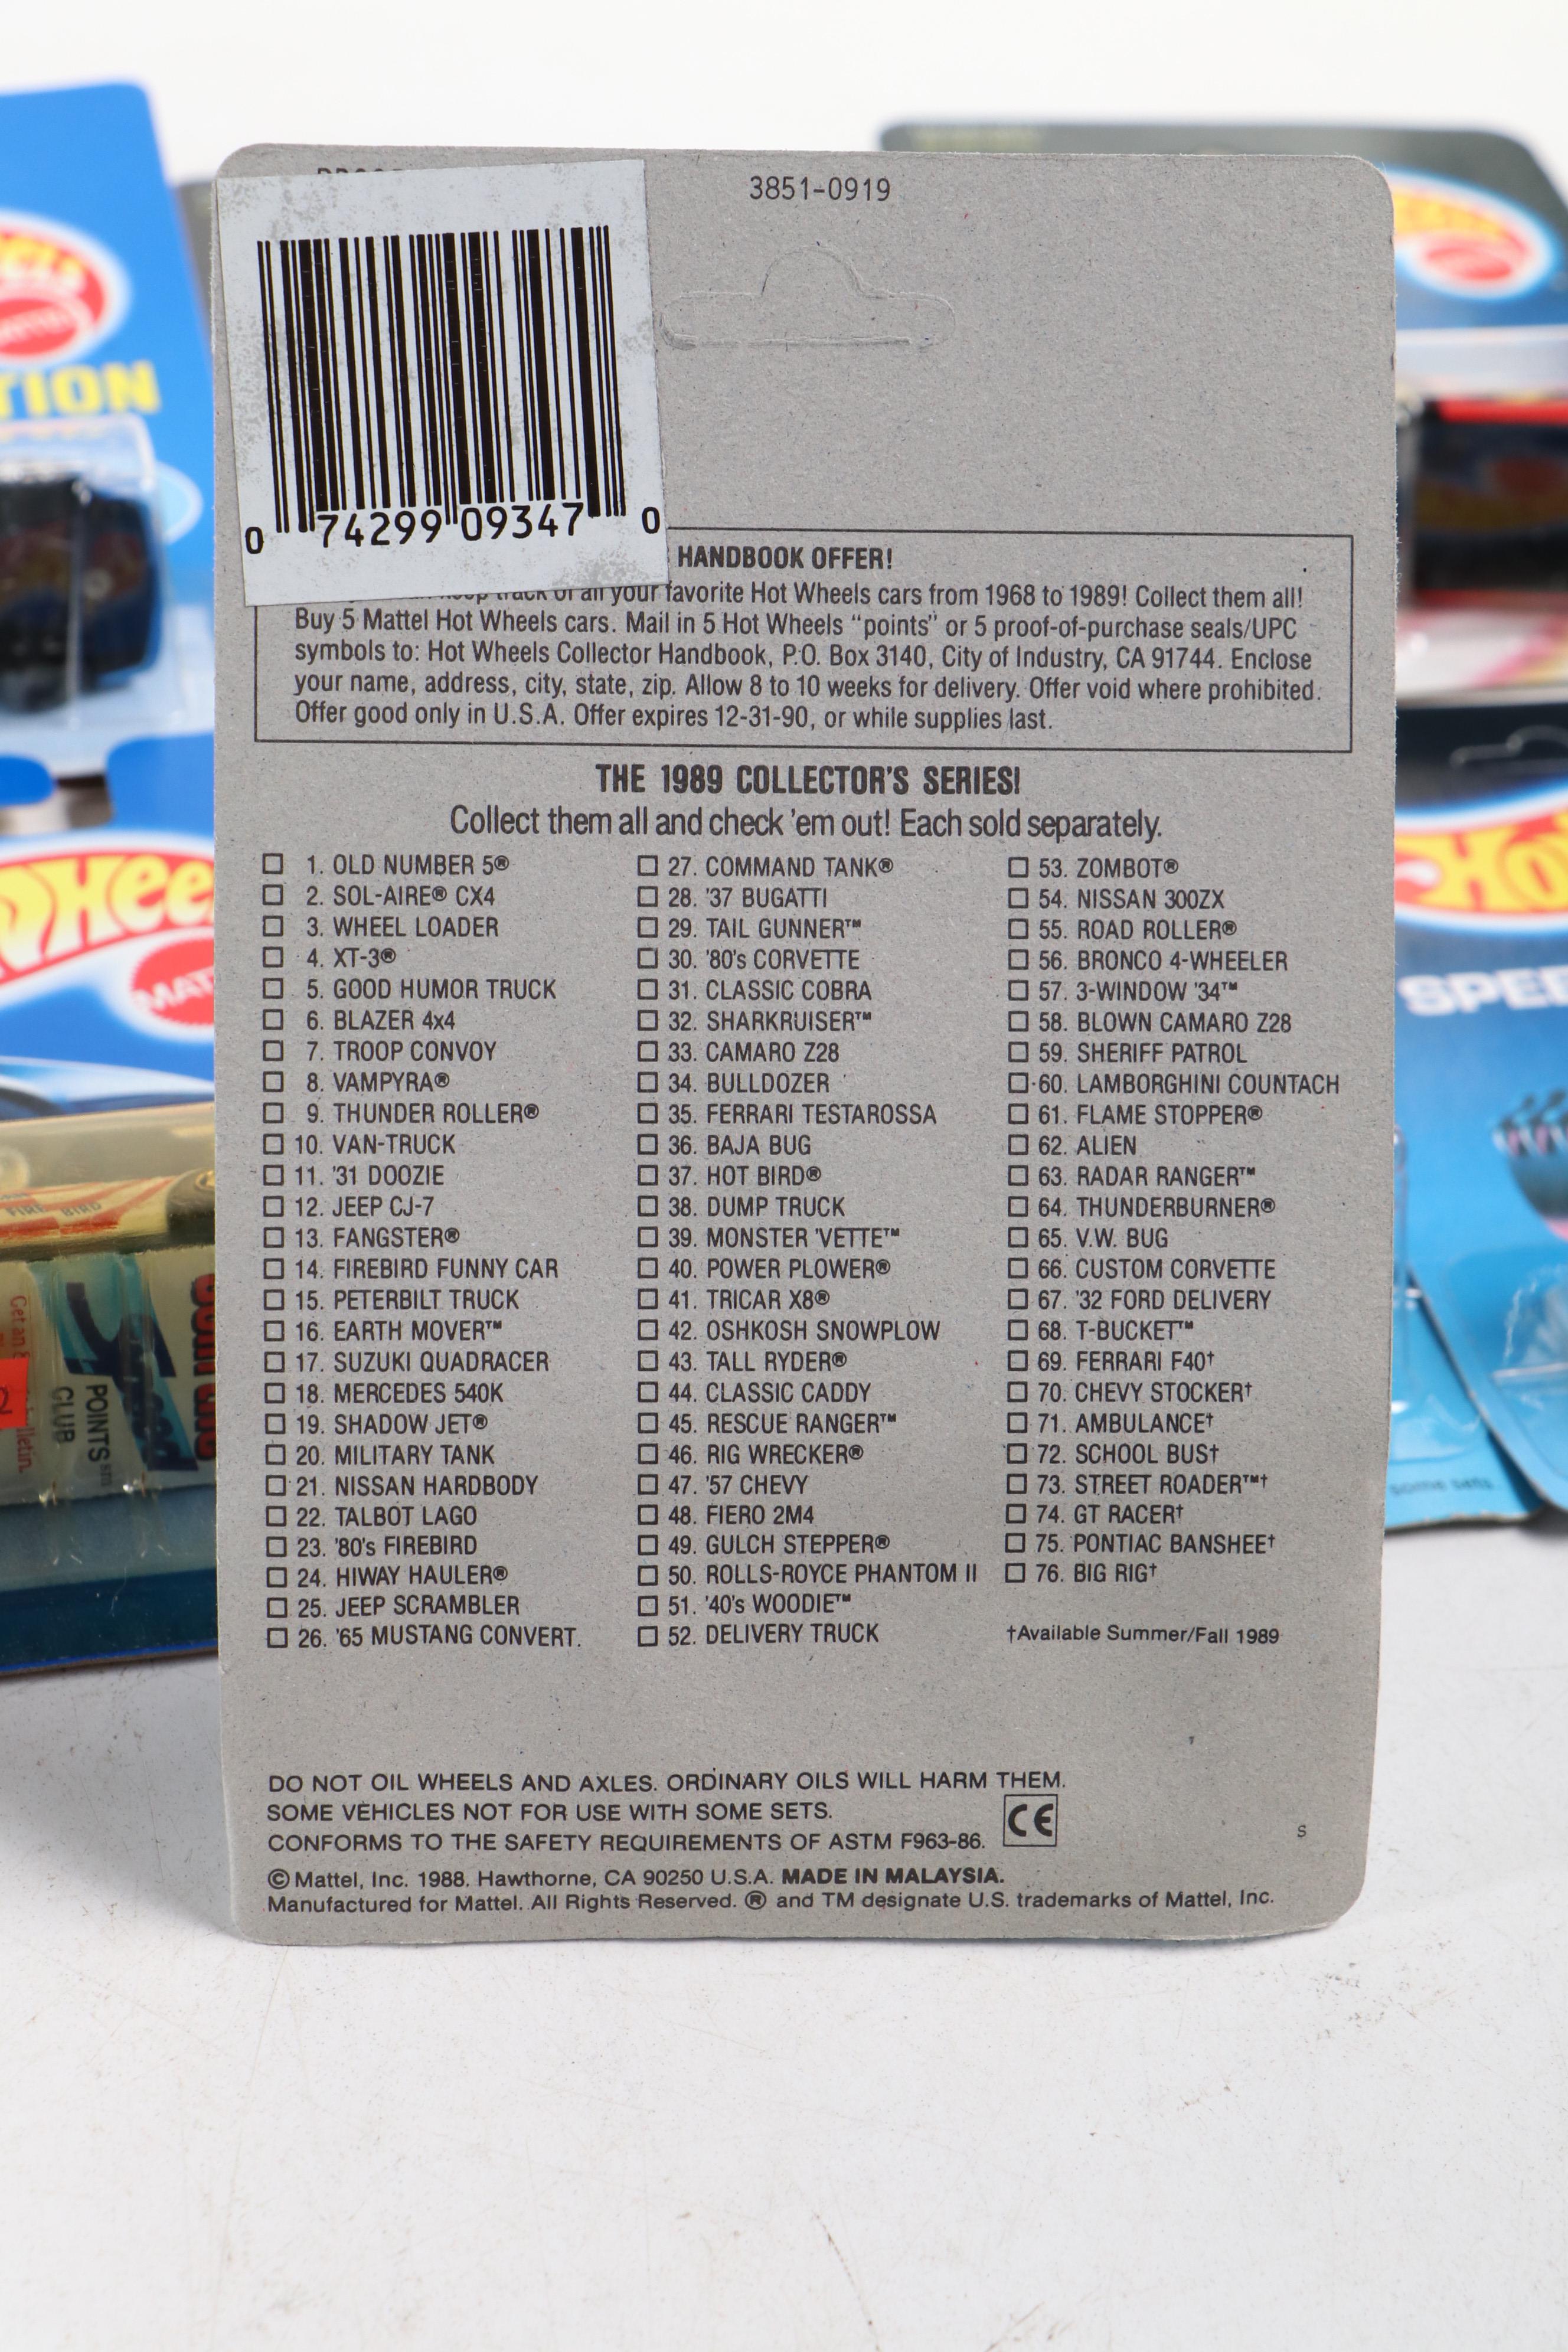 3851-0919
0 74299 09347 0
HANDBOOK OFFER!
keep track of all your favorite Hot Wheels cars from 1968 to 1989! Collect them all!
Buy 5 Mattel Hot Wheels cars. Mail in 5 Hot Wheels "points" or 5 proof-of-purchase seals/UPC
symbols to: Hot Wheels Collector Handbook, P.O. Box 3140, City of Industry, CA 91744. Enclose
your name, address, city, state, zip. Allow 8 to 10 weeks for delivery. Offer void where prohibited.
Offer good only in U.S.A. Offer expires 12-31-90, or while supplies last.
THE 1989 COLLECTOR'S SERIES!
Collect them all and check 'em out! Each sold separately.
1. OLD NUMBER 5®
2. SOL-AIRE® CX4
3. WHEEL LOADER
4. XT-3®
5. GOOD HUMOR TRUCK
6. BLAZER 4x4
7. TROOP CONVOY
8. VAMPYRA®
9. THUNDER ROLLER®
10. VAN-TRUCK
11. '31 DOOZIE
12. JEEP CJ-7
13. FANGSTER®
14. FIREBIRD FUNNY CAR
15. PETERBILT TRUCK
16. EARTH MOVER™
17. SUZUKI QUADRACER
18. MERCEDES 540K
19. SHADOW JET®
20. MILITARY TANK
21. NISSAN HARDBODY
22. TALBOT LAGO
23. '80's FIREBIRD
24. HIWAY HAULER®
25. JEEP SCRAMBLER
26. '65 MUSTANG CONVERT.
27. COMMAND TANK®
28. '37 BUGATTI
29. TAIL GUNNER™
30. '80's CORVETTE
31. CLASSIC COBRA
32. SHARKRUISER™
33. CAMARO Z28
34. BULLDOZER
35. FERRARI TESTAROSSA
36. BAJA BUG
37. HOT BIRD®
38. DUMP TRUCK
39. MONSTER 'VETTE™
40. POWER PLOWER®
41. TRICAR X8®
42. OSHKOSH SNOWPLOW
43. TALL RYDER®
44. CLASSIC CADDY
45. RESCUE RANGER™
46. RIG WRECKER®
47. '57 CHEVY
48. FIERO 2M4
49. GULCH STEPPER®
50. ROLLS-ROYCE PHANTOM II
51. '40's WOODIE™
52. DELIVERY TRUCK
53. ZOMBOT®
54. NISSAN 300ZX
55. ROAD ROLLER®
56. BRONCO 4-WHEELER
57. 3-WINDOW '34™
58. BLOWN CAMARO Z28
59. SHERIFF PATROL
60. LAMBORGHINI COUNTACH
61. FLAME STOPPER®
62. ALIEN
63. RADAR RANGER™
64. THUNDERBURNER®
65. V.W. BUG
66. CUSTOM CORVETTE
67. '32 FORD DELIVERY
68. T-BUCKET™
69. FERRARI F40†
70. CHEVY STOCKER†
71. AMBULANCE†
72. SCHOOL BUS†
73. STREET ROADER™†
74. GT RACER†
75. PONTIAC BANSHEE†
76. BIG RIG†
†Available Summer/Fall 1989
DO NOT OIL WHEELS AND AXLES. ORDINARY OILS WILL HARM THEM.
SOME VEHICLES NOT FOR USE WITH SOME SETS.
CONFORMS TO THE SAFETY REQUIREMENTS OF ASTM F963-86. CE
S
©Mattel, Inc. 1988. Hawthorne, CA 90250 U.S.A. MADE IN MALAYSIA.
Manufactured for Mattel. All Rights Reserved. ® and TM designate U.S. trademarks of Mattel, Inc.
FIRE BIRD
POINTS
CLUB
some sets.